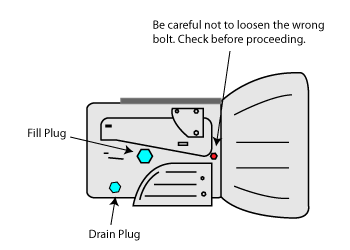 Be careful not to loosen the wrong
bolt. Check before proceeding.
Fill Plug
Drain Plug